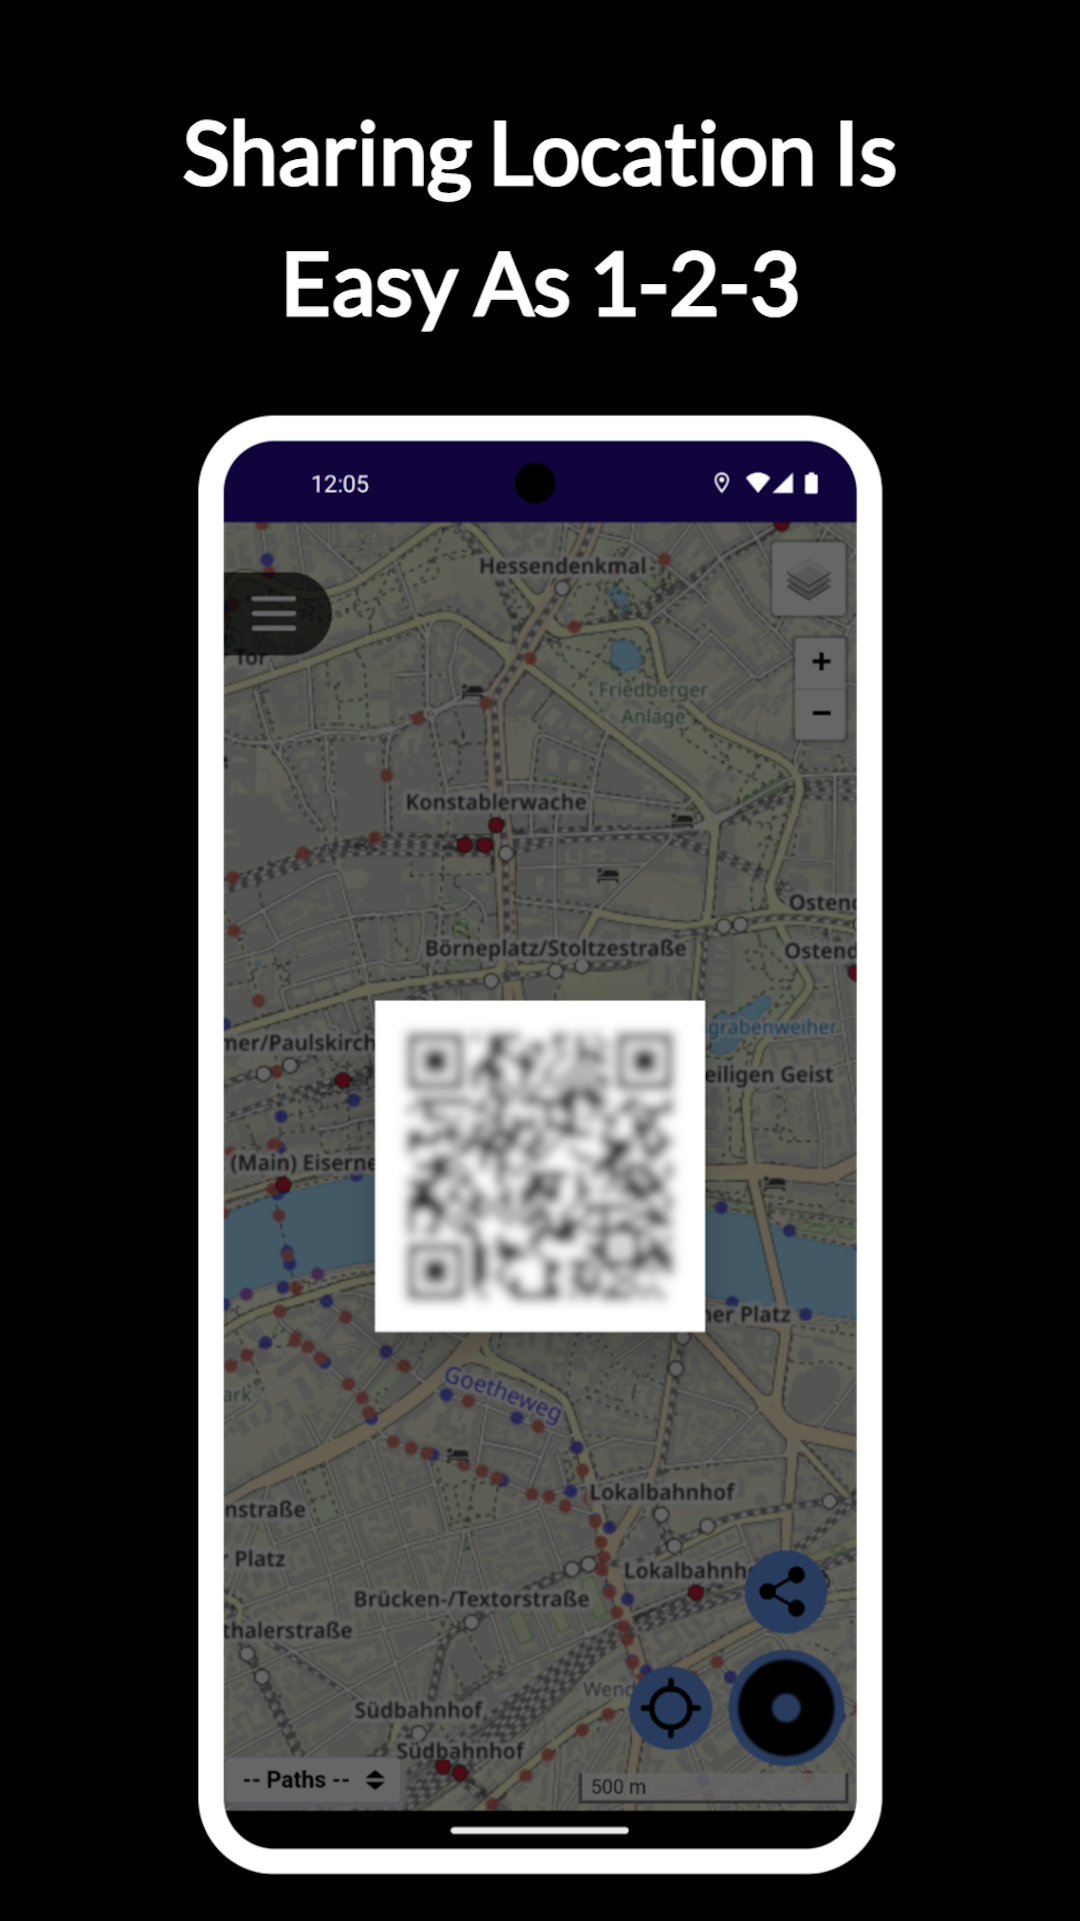 Sharing Location Is
Easy As 1-2-3
12:05
Hessendenkmal
Tor
+
Friedberger
Anlage
−
Konstablerwache
Ostend
Börneplatz/Stoltzestraße
Ostend
grabenweiher
mer/Paulskirch
eiligen Geist
(Main) Eiserne
ner Platz
ark
Goetheweg
Lokalbahnhof
nstraße
r Platz
Lokalbahnho
Brücken-/Textorstraße
thalerstraße
Wend
Südbahnhof
Südbahnhof
-- Paths --
500 m